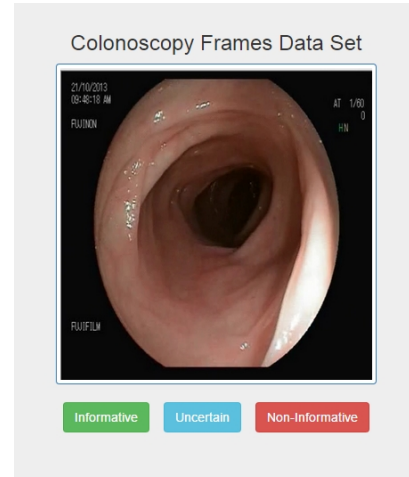 Colonoscopy Frames Data Set
21/10/2013
09:48:18 AM
AT 1/60
0
HN
FUJINON
FUJIFILM
Informative Uncertain Non-Informative